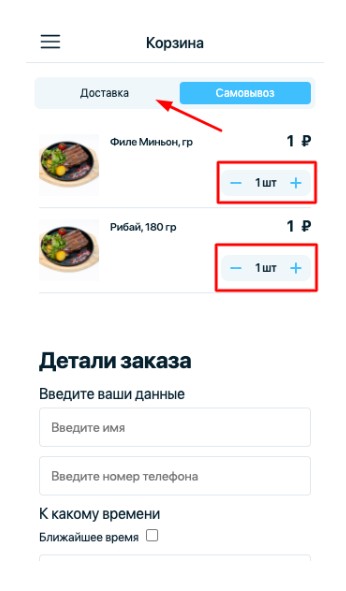 Корзина
Доставка Самовывоз
Филе Миньон, гр 1 ₽
− 1 шт +
Рибай, 180 гр 1 ₽
− 1 шт +
Детали заказа
Введите ваши данные
Введите имя
Введите номер телефона
К какому времени
Ближайшее время